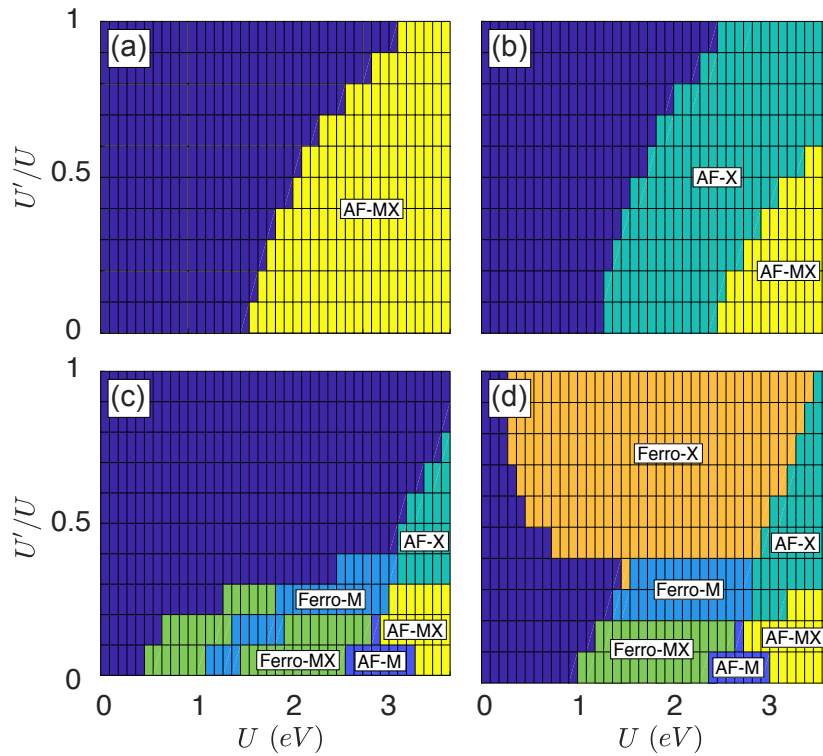 1
(a)
(b)
U′/U
0.5
AF-X
AF-MX
AF-MX
0
1
(c)
(d)
Ferro-X
U′/U
0.5
AF-X
AF-X
Ferro-M
Ferro-M
AF-MX
AF-MX
Ferro-MX
AF-M
Ferro-MX
AF-M
0
0
1
2
3
0
1
2
3
U (eV)
U (eV)